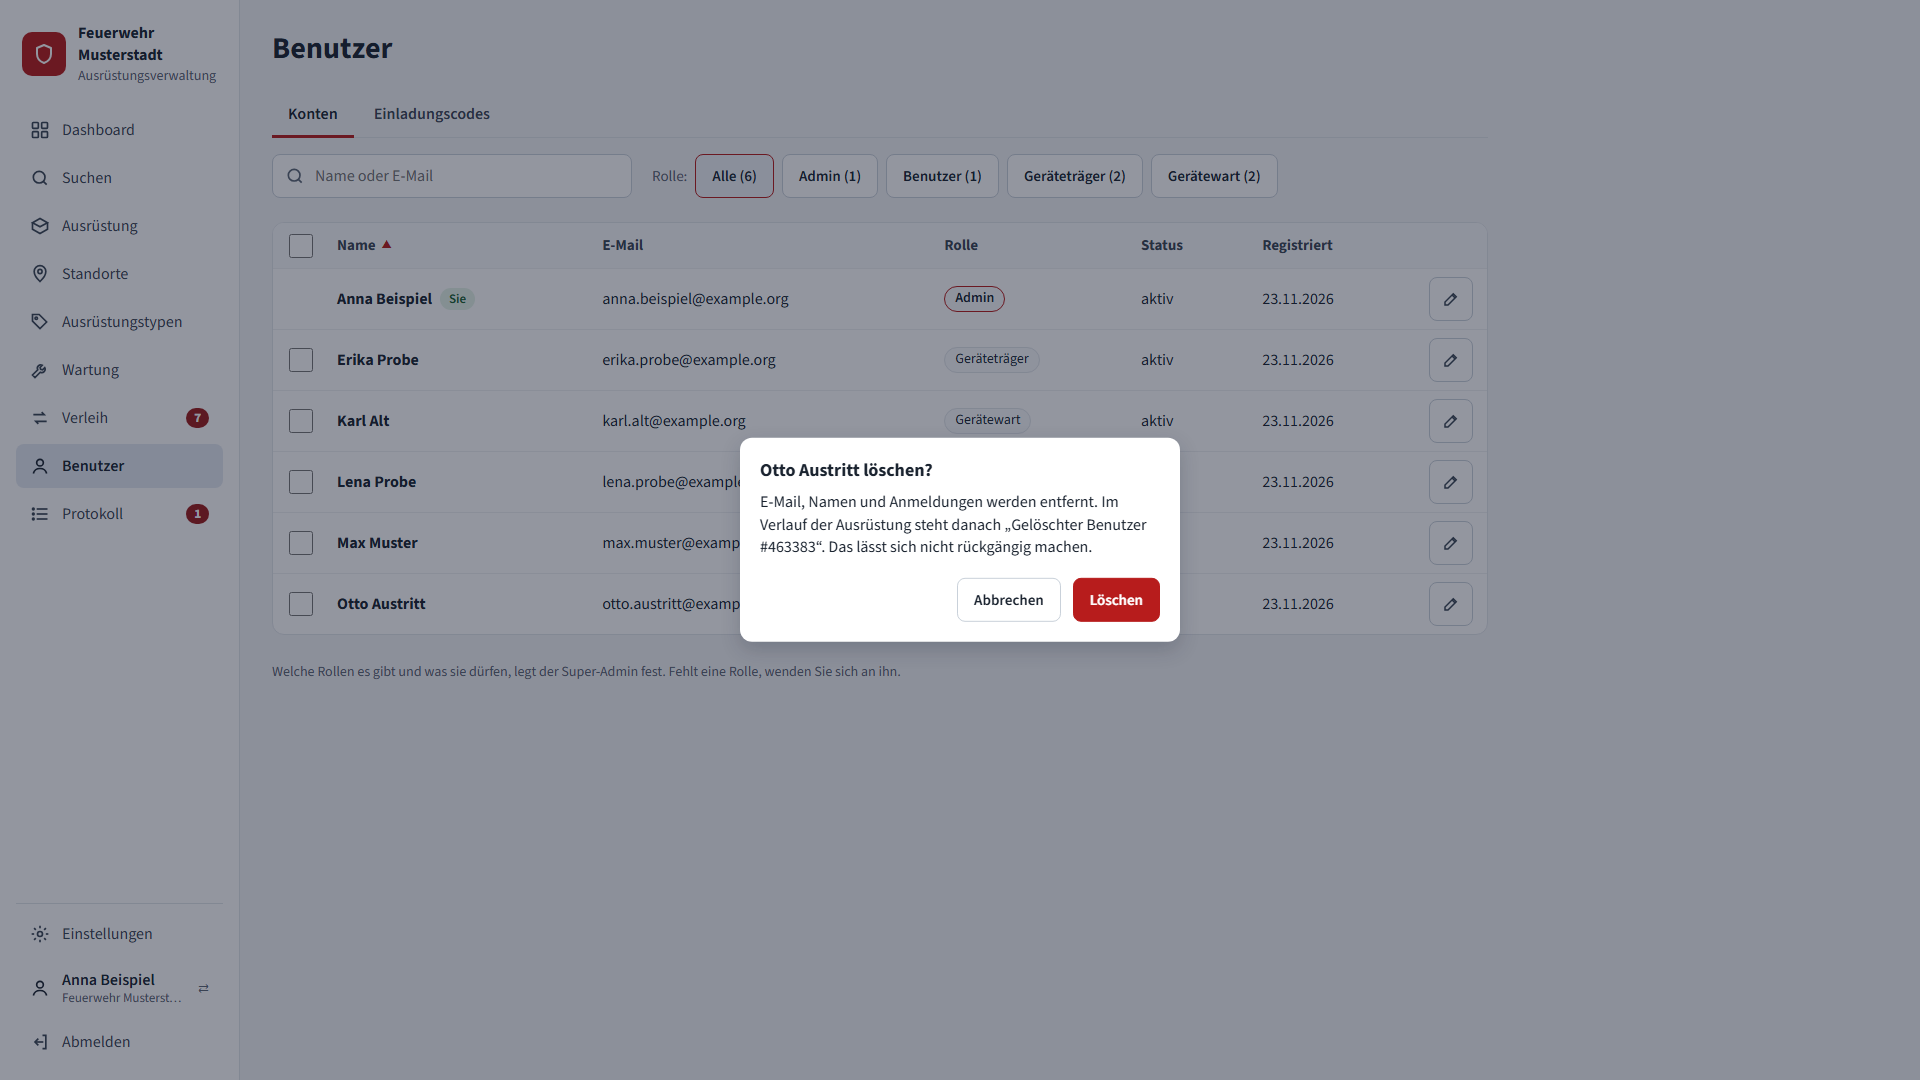 Feuerwehr
Musterstadt
Ausrüstungsverwaltung
Dashboard
Suchen
Ausrüstung
Standorte
Ausrüstungstypen
Wartung
Verleih 7
Benutzer
Protokoll 1
Einstellungen
Anna Beispiel
Feuerwehr Musterst…
Abmelden
Benutzer
Konten Einladungscodes
Name oder E-Mail Rolle: Alle (6) Admin (1) Benutzer (1) Geräteträger (2) Gerätewart (2)
Name E-Mail Rolle Status Registriert
Anna Beispiel Sie anna.beispiel@example.org Admin aktiv 23.11.2026
Erika Probe erika.probe@example.org Geräteträger aktiv 23.11.2026
Karl Alt karl.alt@example.org Gerätewart aktiv 23.11.2026
Lena Probe lena.probe@example 23.11.2026
Max Muster max.muster@examp 23.11.2026
Otto Austritt otto.austritt@examp 23.11.2026
Otto Austritt löschen?
E-Mail, Namen und Anmeldungen werden entfernt. Im
Verlauf der Ausrüstung steht danach „Gelöschter Benutzer
#463383“. Das lässt sich nicht rückgängig machen.
Abbrechen Löschen
Welche Rollen es gibt und was sie dürfen, legt der Super-Admin fest. Fehlt eine Rolle, wenden Sie sich an ihn.